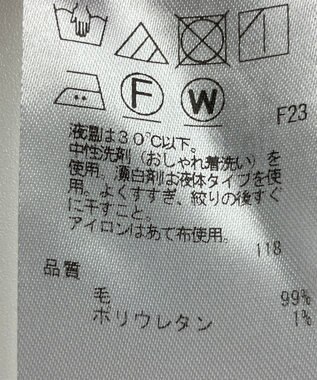 F W F23
液温は30℃以下。
中性洗剤(おしゃれ着洗い)を
使用。漂白剤は液体タイプを使
用。よくすすぎ、絞りの後すぐ
に干すこと。
アイロンはあて布使用。
118
品質
毛 99%
ポリウレタン 1%